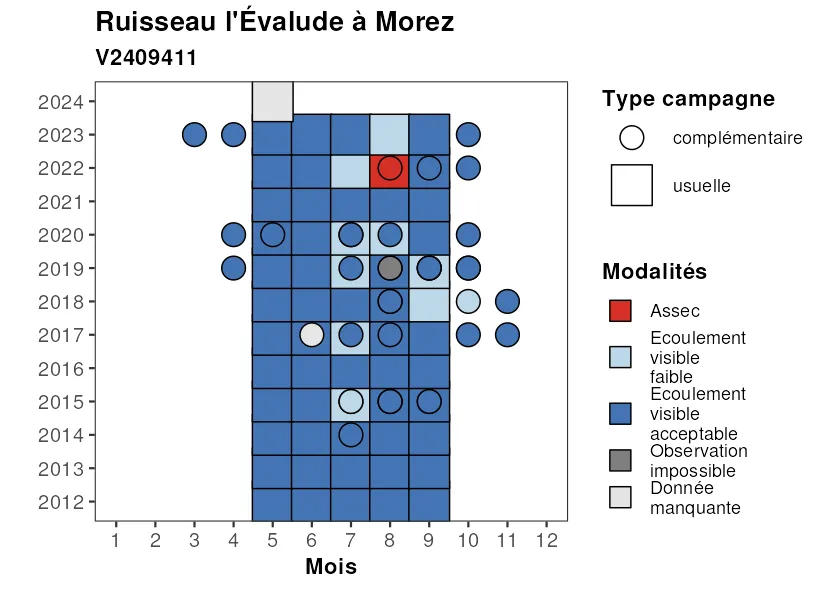 Ruisseau l'Évalude à Morez
V2409411
2024
2023
2022
2021
2020
2019
2018
2017
2016
2015
2014
2013
2012
1 2 3 4 5 6 7 8 9 10 11 12
Mois
Type campagne
complémentaire
usuelle
Modalités
Assec
Ecoulement
visible
faible
Ecoulement
visible
acceptable
Observation
impossible
Donnée
manquante